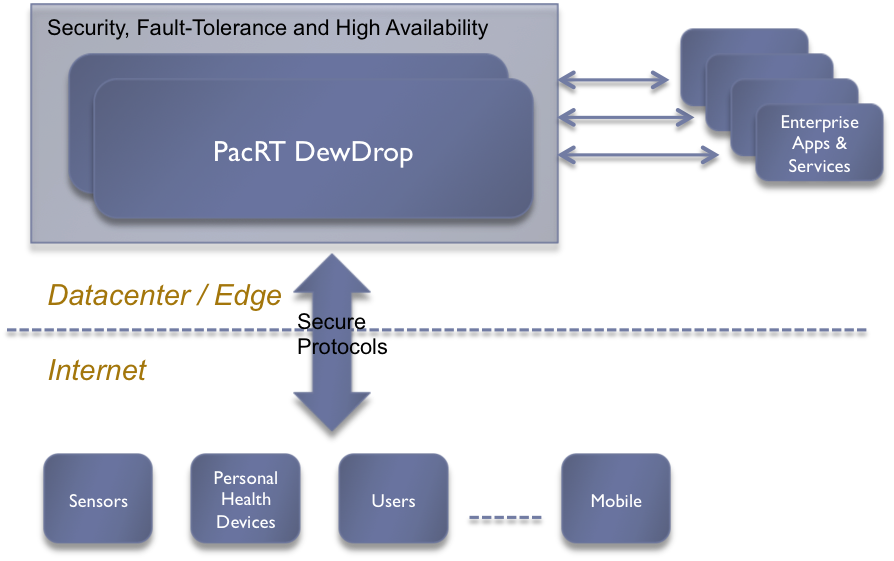 Security, Fault-Tolerance and High Availability
PacRT DewDrop
Enterprise
Apps &
Services
Datacenter / Edge
Secure
Protocols
Internet
Sensors
Personal
Health
Devices
Users
Mobile